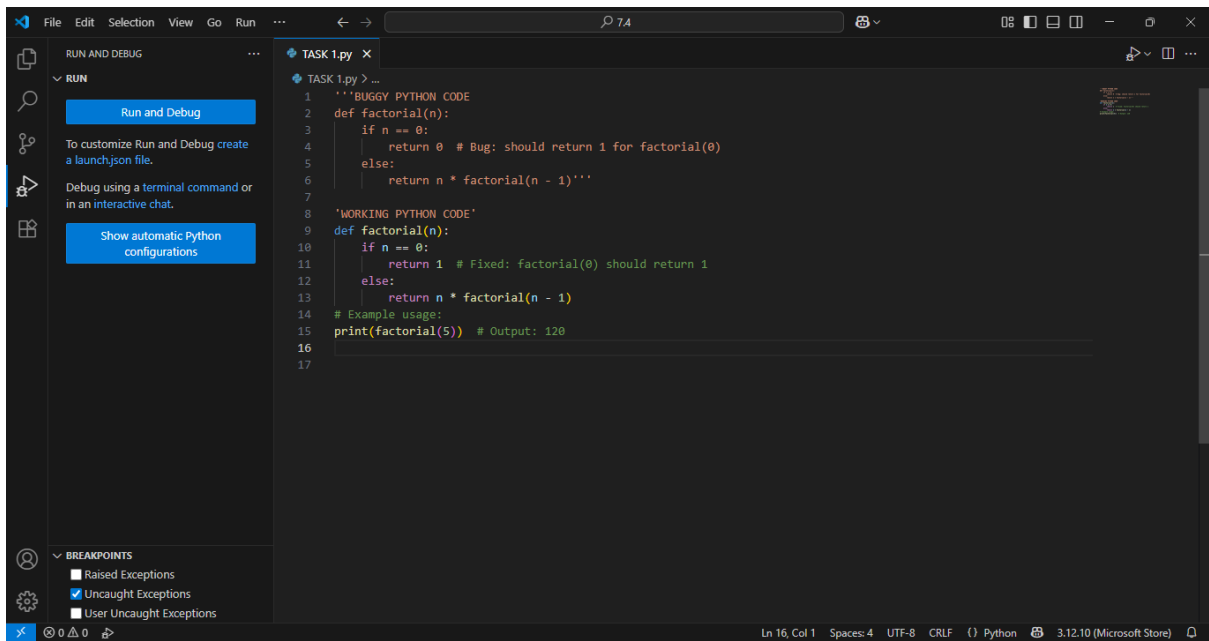 File Edit Selection View Go Run ··· ← → 7.4
RUN AND DEBUG ···
RUN
Run and Debug
To customize Run and Debug create
a launch.json file.
Debug using a terminal command or
in an interactive chat.
Show automatic Python
configurations
BREAKPOINTS
Raised Exceptions
Uncaught Exceptions
User Uncaught Exceptions
TASK 1.py ×
TASK 1.py > ...
1 '''BUGGY PYTHON CODE
2 def factorial(n):
3     if n == 0:
4         return 0  # Bug: should return 1 for factorial(0)
5     else:
6         return n * factorial(n - 1)'''
7
8 'WORKING PYTHON CODE'
9 def factorial(n):
10     if n == 0:
11         return 1  # Fixed: factorial(0) should return 1
12     else:
13         return n * factorial(n - 1)
14 # Example usage:
15 print(factorial(5))  # Output: 120
16
17
0 0 Ln 16, Col 1 Spaces: 4 UTF-8 CRLF {} Python 3.12.10 (Microsoft Store)